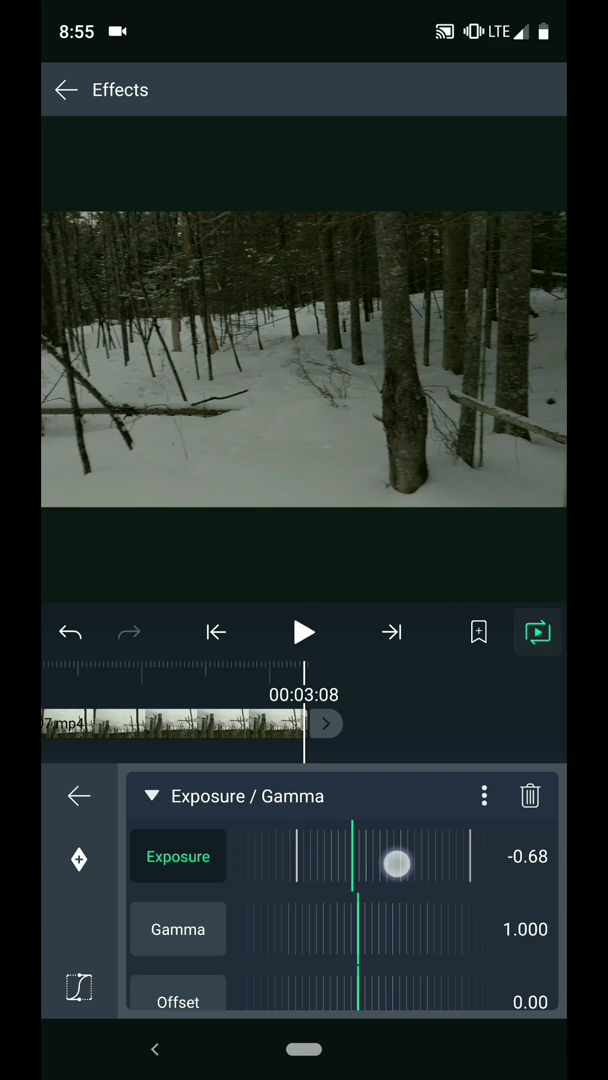 8:55
LTE
Effects
00:03:08
7.mp4
Exposure / Gamma
Exposure
-0.68
Gamma
1.000
Offset
0.00